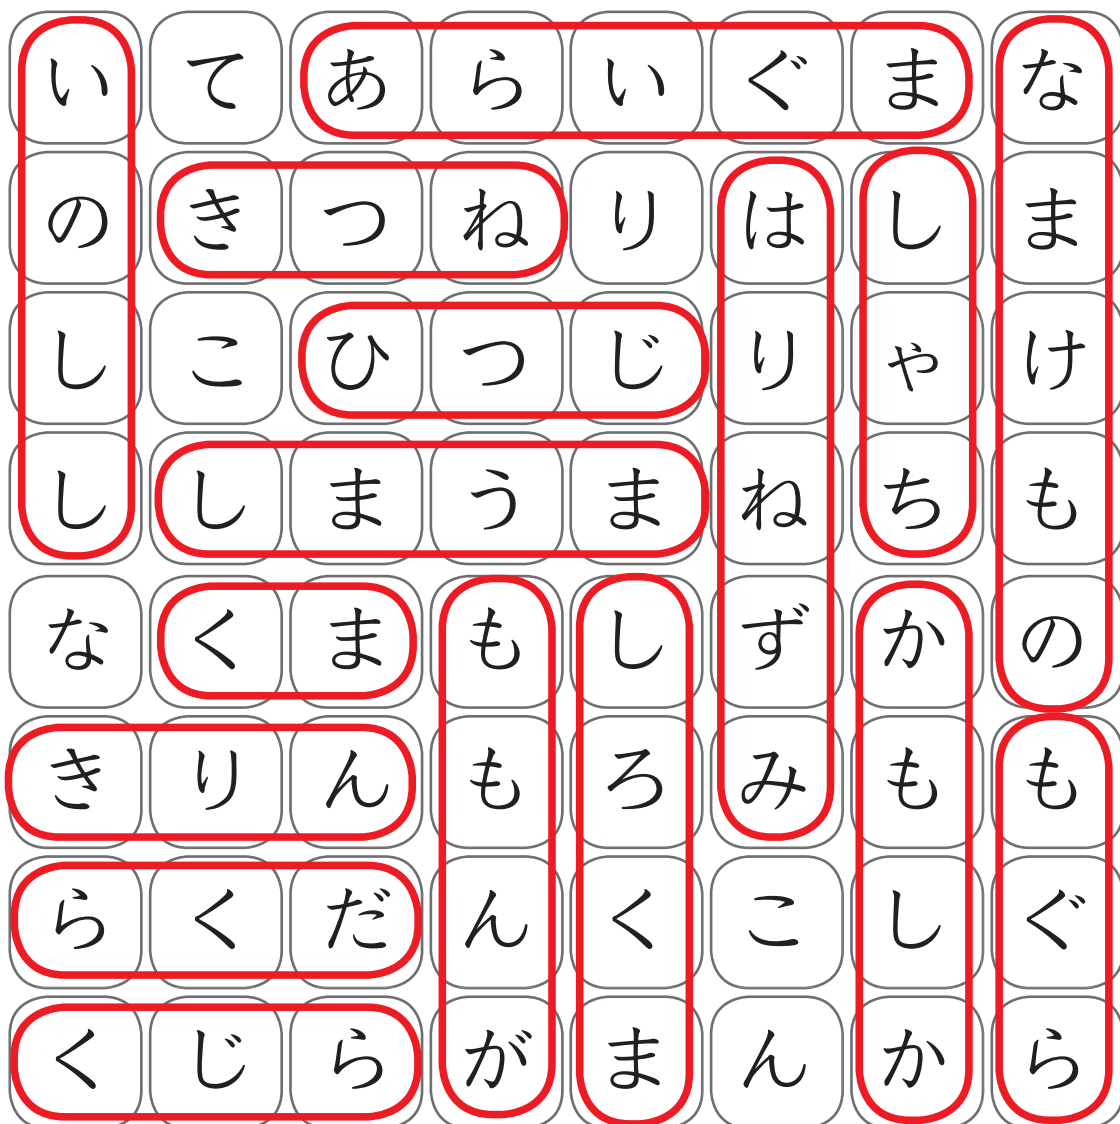 いてあらいぐまな
のきつねりはしま
しこひつじりゃけ
ししまうまねちも
なくまもしずかの
きりんもろみもも
らくだんくこしぐ
くじらがまんから